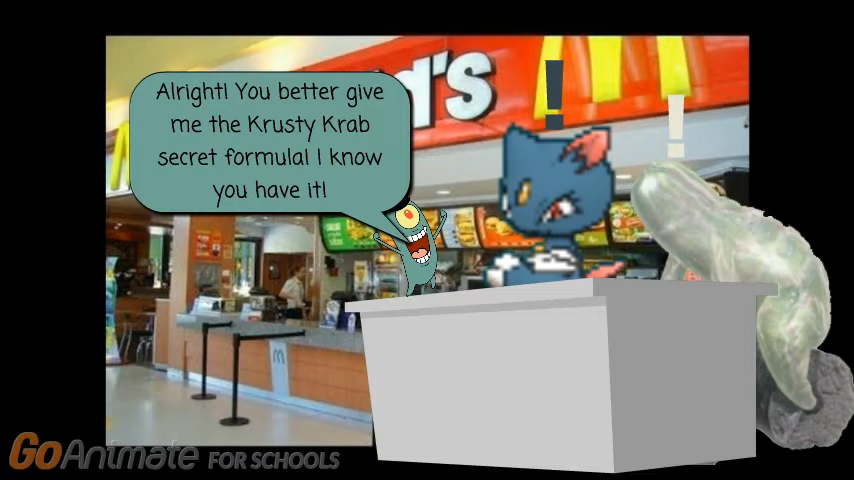 d's
Alright! You better give
me the Krusty Krab
secret formula! I know
you have it!
!
!
GoAnimate FOR SCHOOLS